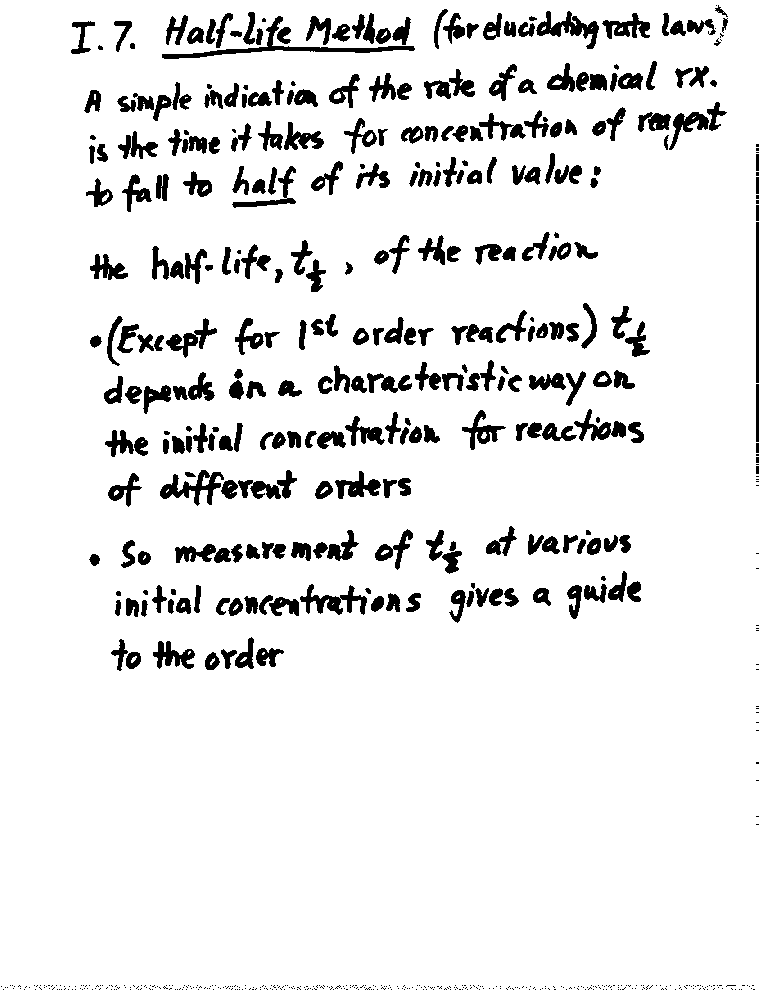 I.7. Half-life Method (for elucidating rate laws)
A simple indication of the rate of a chemical rx.
is the time it takes for concentration of reagent
to fall to half of its initial value:
the half-life, t½, of the reaction
• (Except for 1st order reactions) t½
depends in a characteristic way on
the initial concentration for reactions
of different orders
• So measurement of t½ at various
initial concentrations gives a guide
to the order